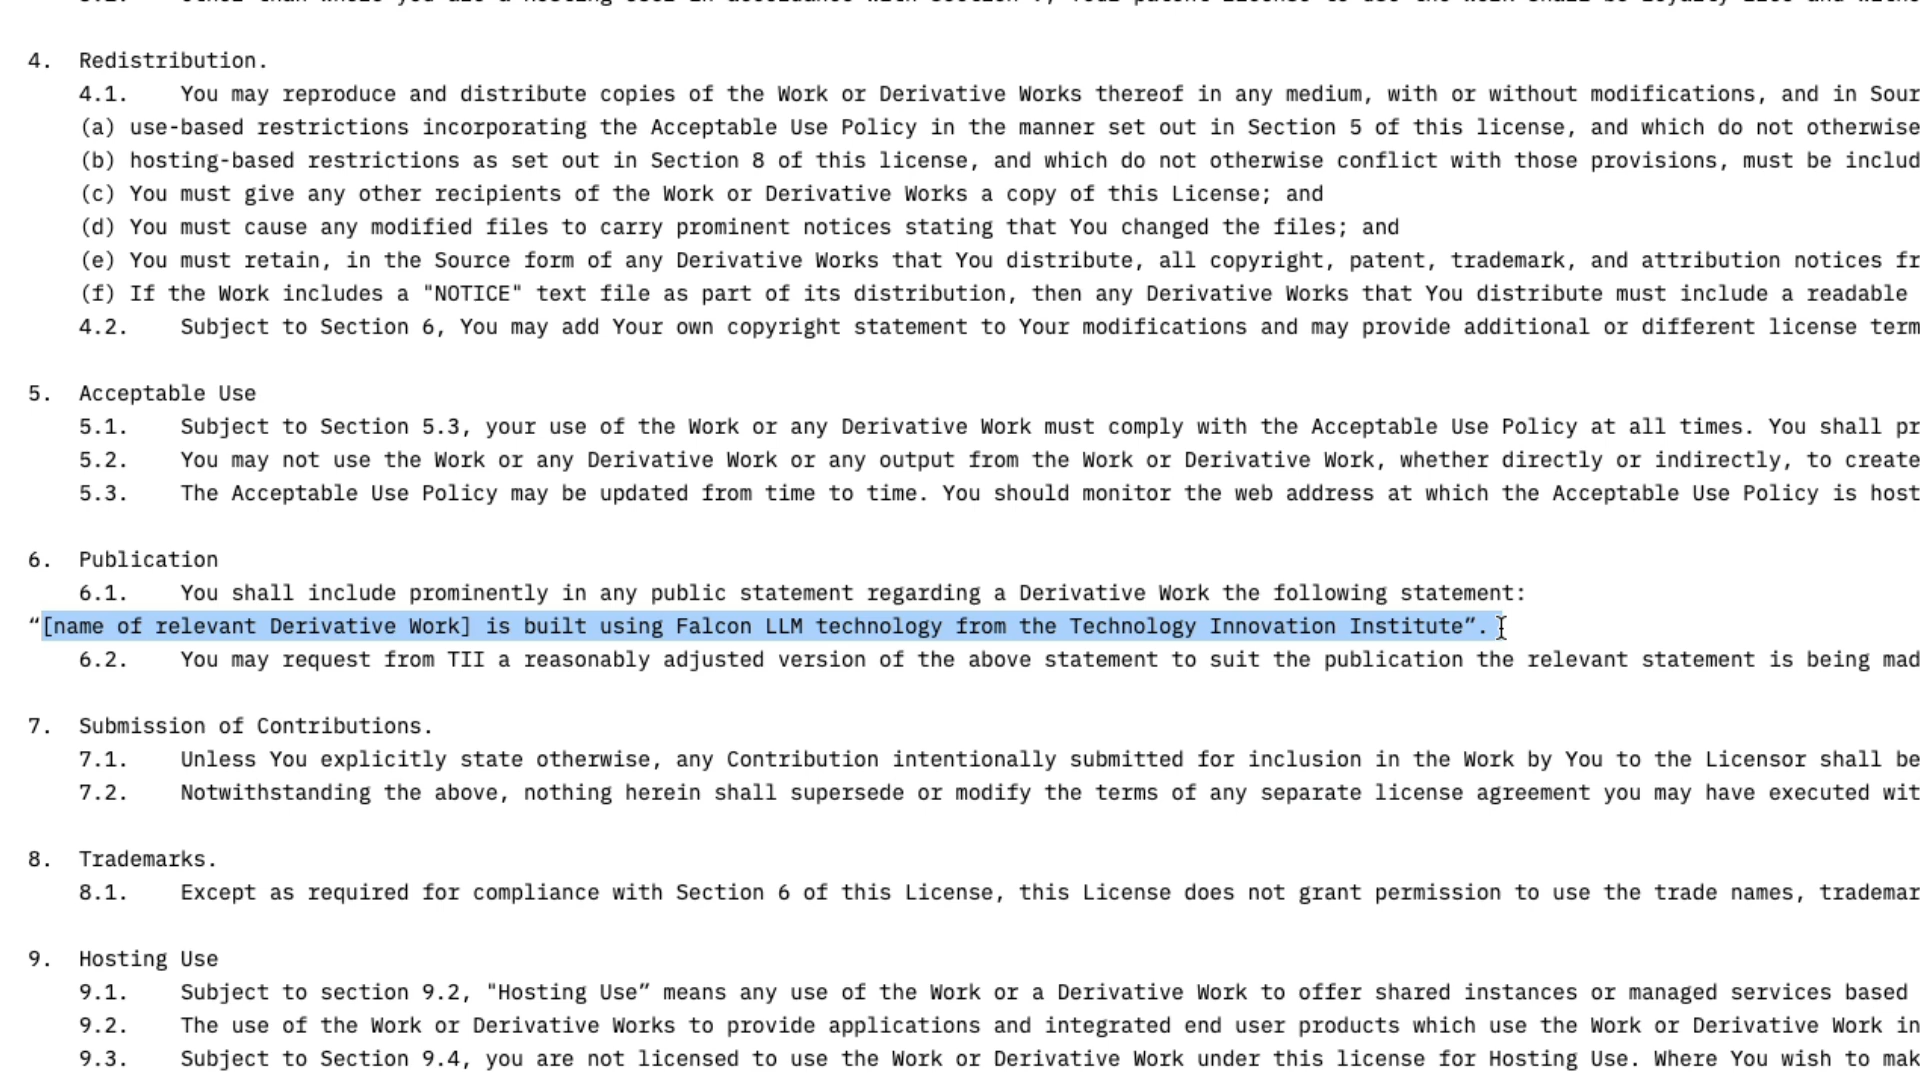 4. Redistribution.
4.1. You may reproduce and distribute copies of the Work or Derivative Works thereof in any medium, with or without modifications, and in Sour
(a) use-based restrictions incorporating the Acceptable Use Policy in the manner set out in Section 5 of this license, and which do not otherwise
(b) hosting-based restrictions as set out in Section 8 of this license, and which do not otherwise conflict with those provisions, must be includ
(c) You must give any other recipients of the Work or Derivative Works a copy of this License; and
(d) You must cause any modified files to carry prominent notices stating that You changed the files; and
(e) You must retain, in the Source form of any Derivative Works that You distribute, all copyright, patent, trademark, and attribution notices fr
(f) If the Work includes a "NOTICE" text file as part of its distribution, then any Derivative Works that You distribute must include a readable
4.2. Subject to Section 6, You may add Your own copyright statement to Your modifications and may provide additional or different license term
5. Acceptable Use
5.1. Subject to Section 5.3, your use of the Work or any Derivative Work must comply with the Acceptable Use Policy at all times. You shall pr
5.2. You may not use the Work or any Derivative Work or any output from the Work or Derivative Work, whether directly or indirectly, to create
5.3. The Acceptable Use Policy may be updated from time to time. You should monitor the web address at which the Acceptable Use Policy is host
6. Publication
6.1. You shall include prominently in any public statement regarding a Derivative Work the following statement:
“[name of relevant Derivative Work] is built using Falcon LLM technology from the Technology Innovation Institute”.
6.2. You may request from TII a reasonably adjusted version of the above statement to suit the publication the relevant statement is being mad
7. Submission of Contributions.
7.1. Unless You explicitly state otherwise, any Contribution intentionally submitted for inclusion in the Work by You to the Licensor shall be
7.2. Notwithstanding the above, nothing herein shall supersede or modify the terms of any separate license agreement you may have executed wit
8. Trademarks.
8.1. Except as required for compliance with Section 6 of this License, this License does not grant permission to use the trade names, trademar
9. Hosting Use
9.1. Subject to section 9.2, "Hosting Use” means any use of the Work or a Derivative Work to offer shared instances or managed services based
9.2. The use of the Work or Derivative Works to provide applications and integrated end user products which use the Work or Derivative Work in
9.3. Subject to Section 9.4, you are not licensed to use the Work or Derivative Work under this license for Hosting Use. Where You wish to mak